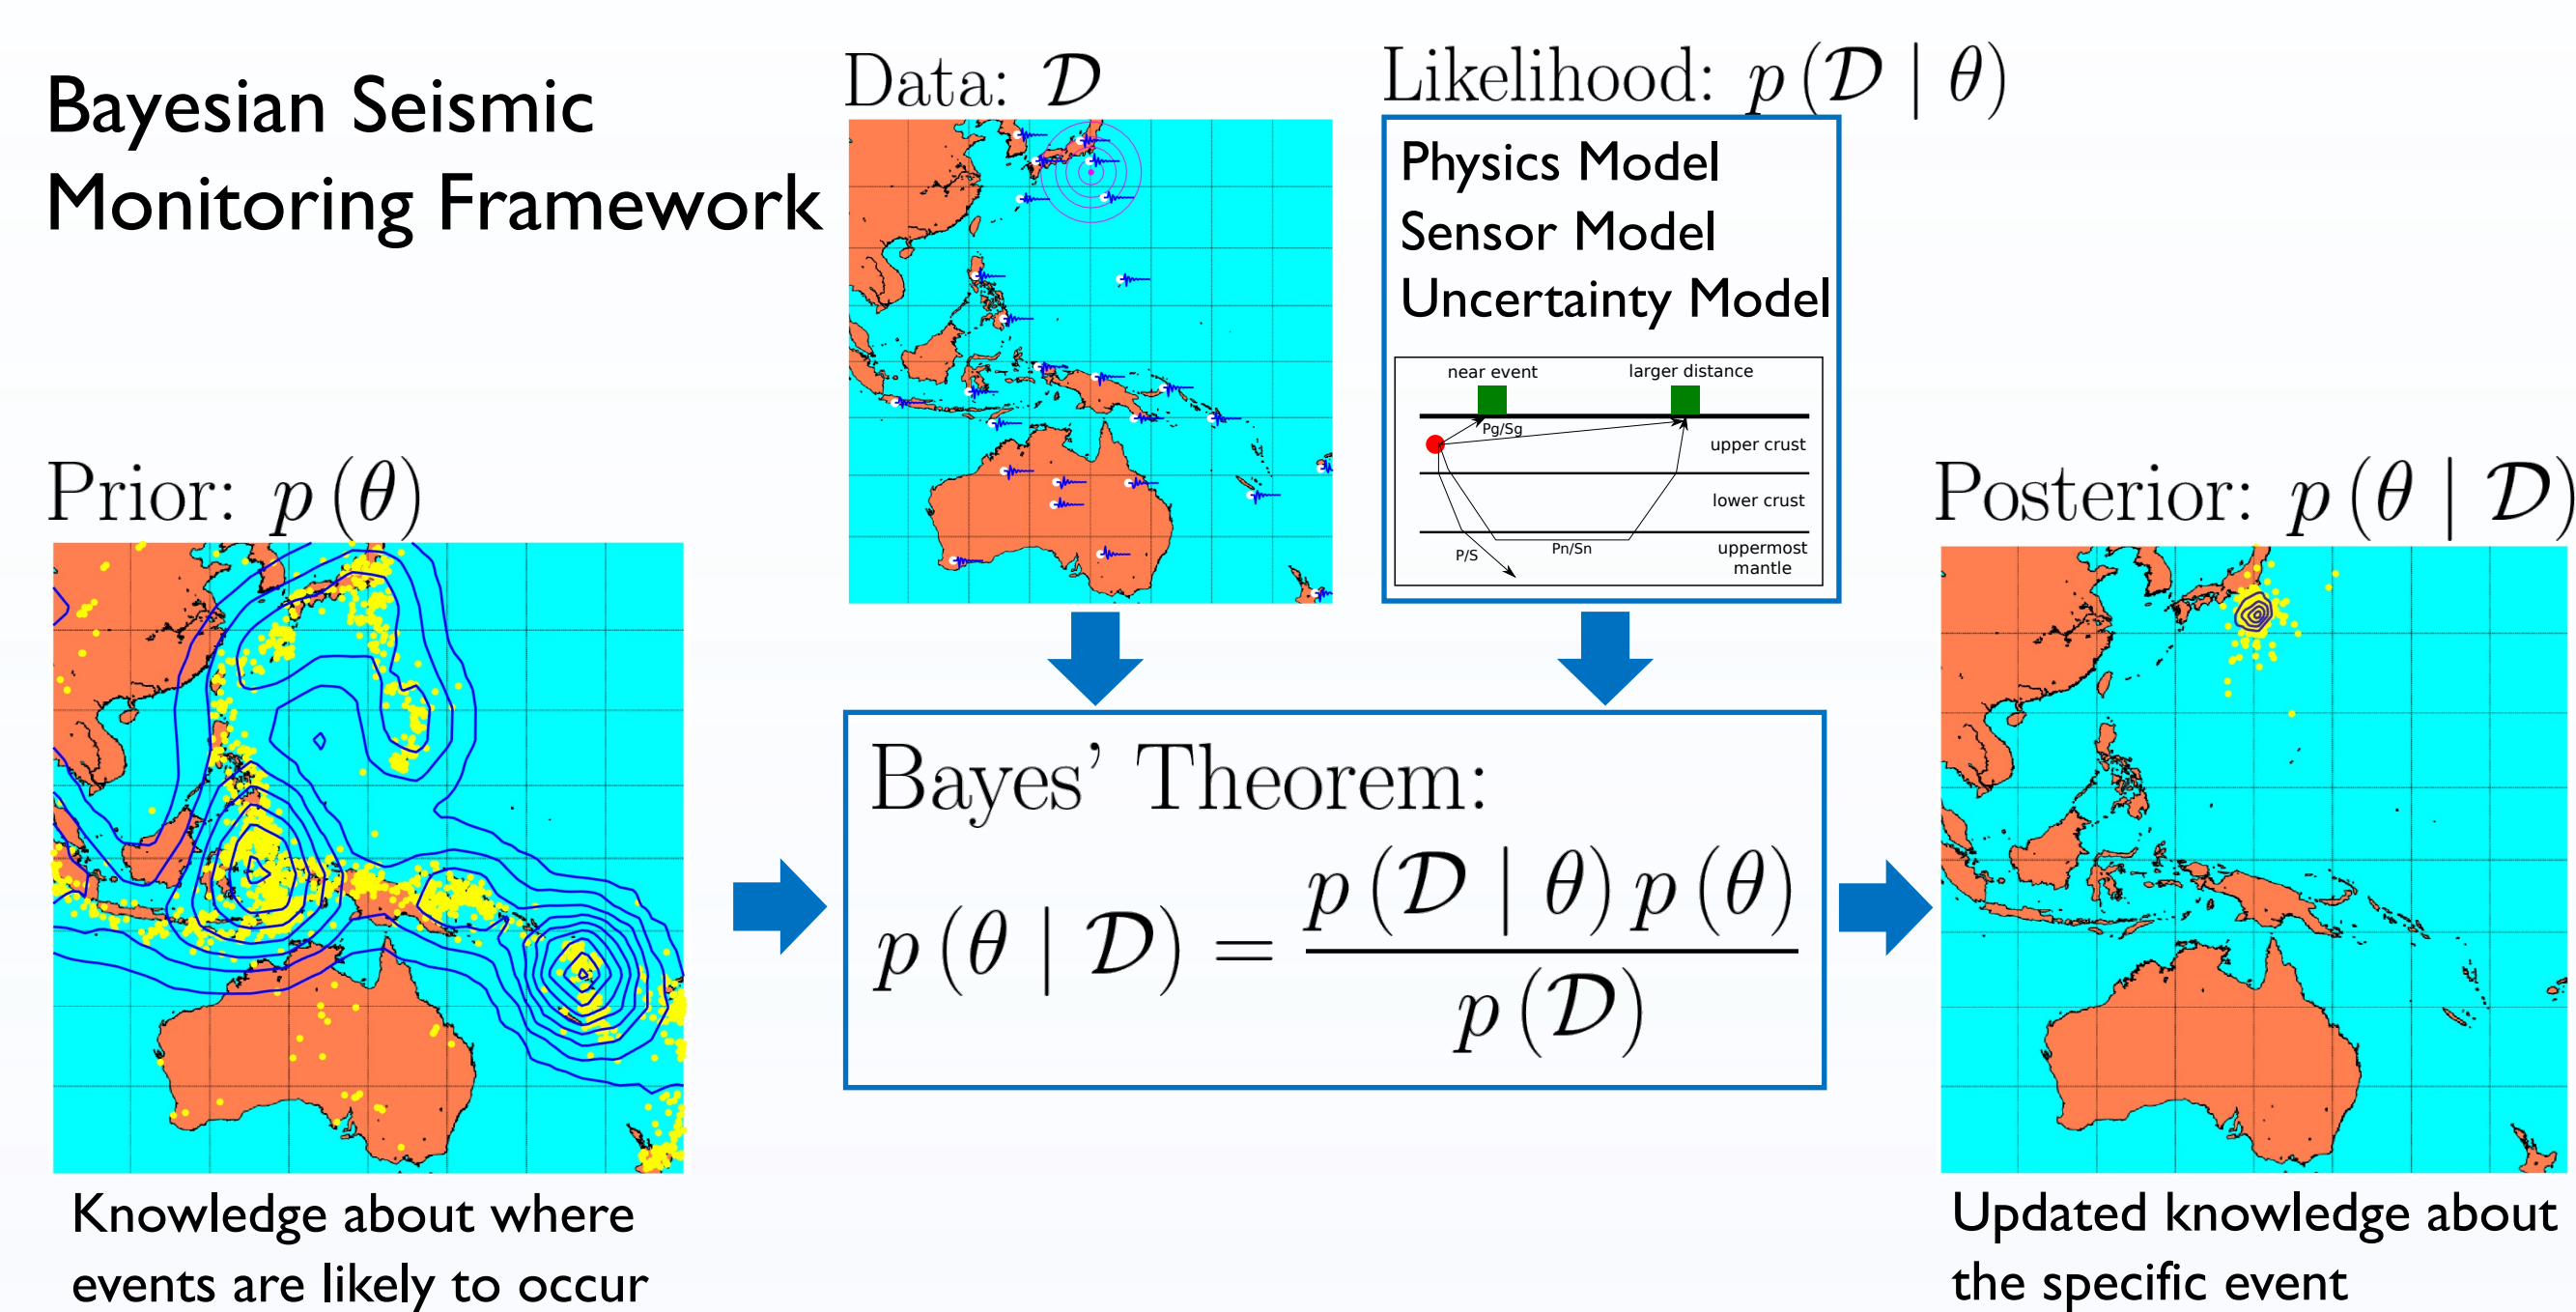 Bayesian Seismic
Monitoring Framework
Data: 𝒟
Likelihood: p(𝒟 | θ)
Physics Model
Sensor Model
Uncertainty Model
near event
larger distance
Pg/Sg
upper crust
lower crust
P/S
Pn/Sn
uppermost
mantle
Prior: p(θ)
Knowledge about where
events are likely to occur
Bayes' Theorem:
p(θ | 𝒟) = p(𝒟 | θ) p(θ) / p(𝒟)
Posterior: p(θ | 𝒟)
Updated knowledge about
the specific event